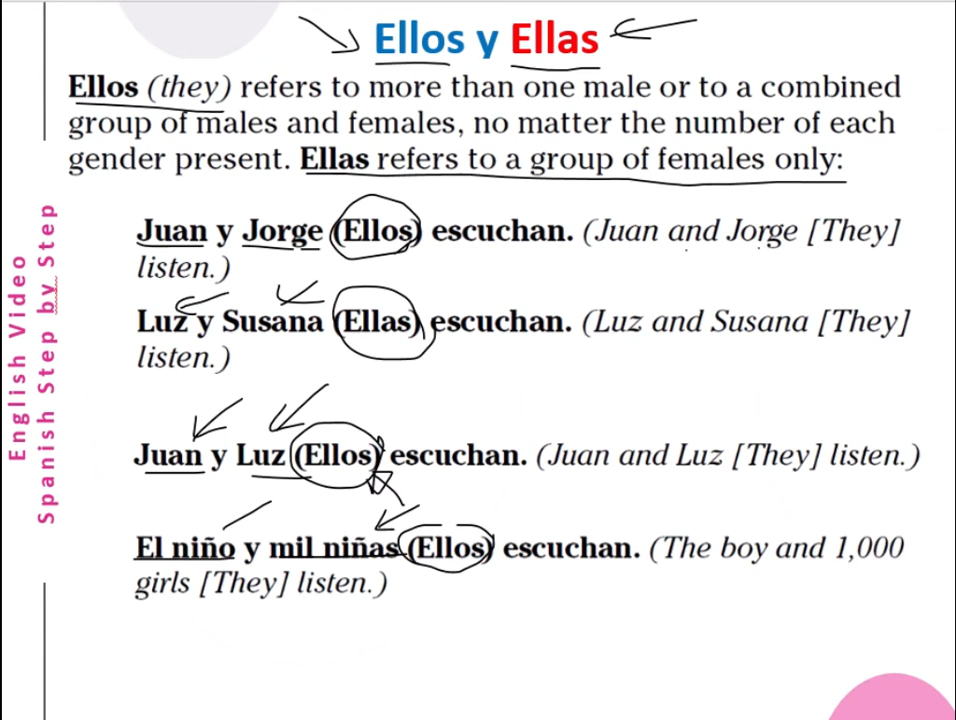 Ellos y Ellas
Ellos (they) refers to more than one male or to a combined
group of males and females, no matter the number of each
gender present. Ellas refers to a group of females only:
Juan y Jorge (Ellos) escuchan. (Juan and Jorge [They]
listen.)
Luz y Susana (Ellas) escuchan. (Luz and Susana [They]
listen.)
Juan y Luz (Ellos) escuchan. (Juan and Luz [They] listen.)
El niño y mil niñas (Ellos) escuchan. (The boy and 1,000
girls [They] listen.)
English Video
Spanish Step by Step